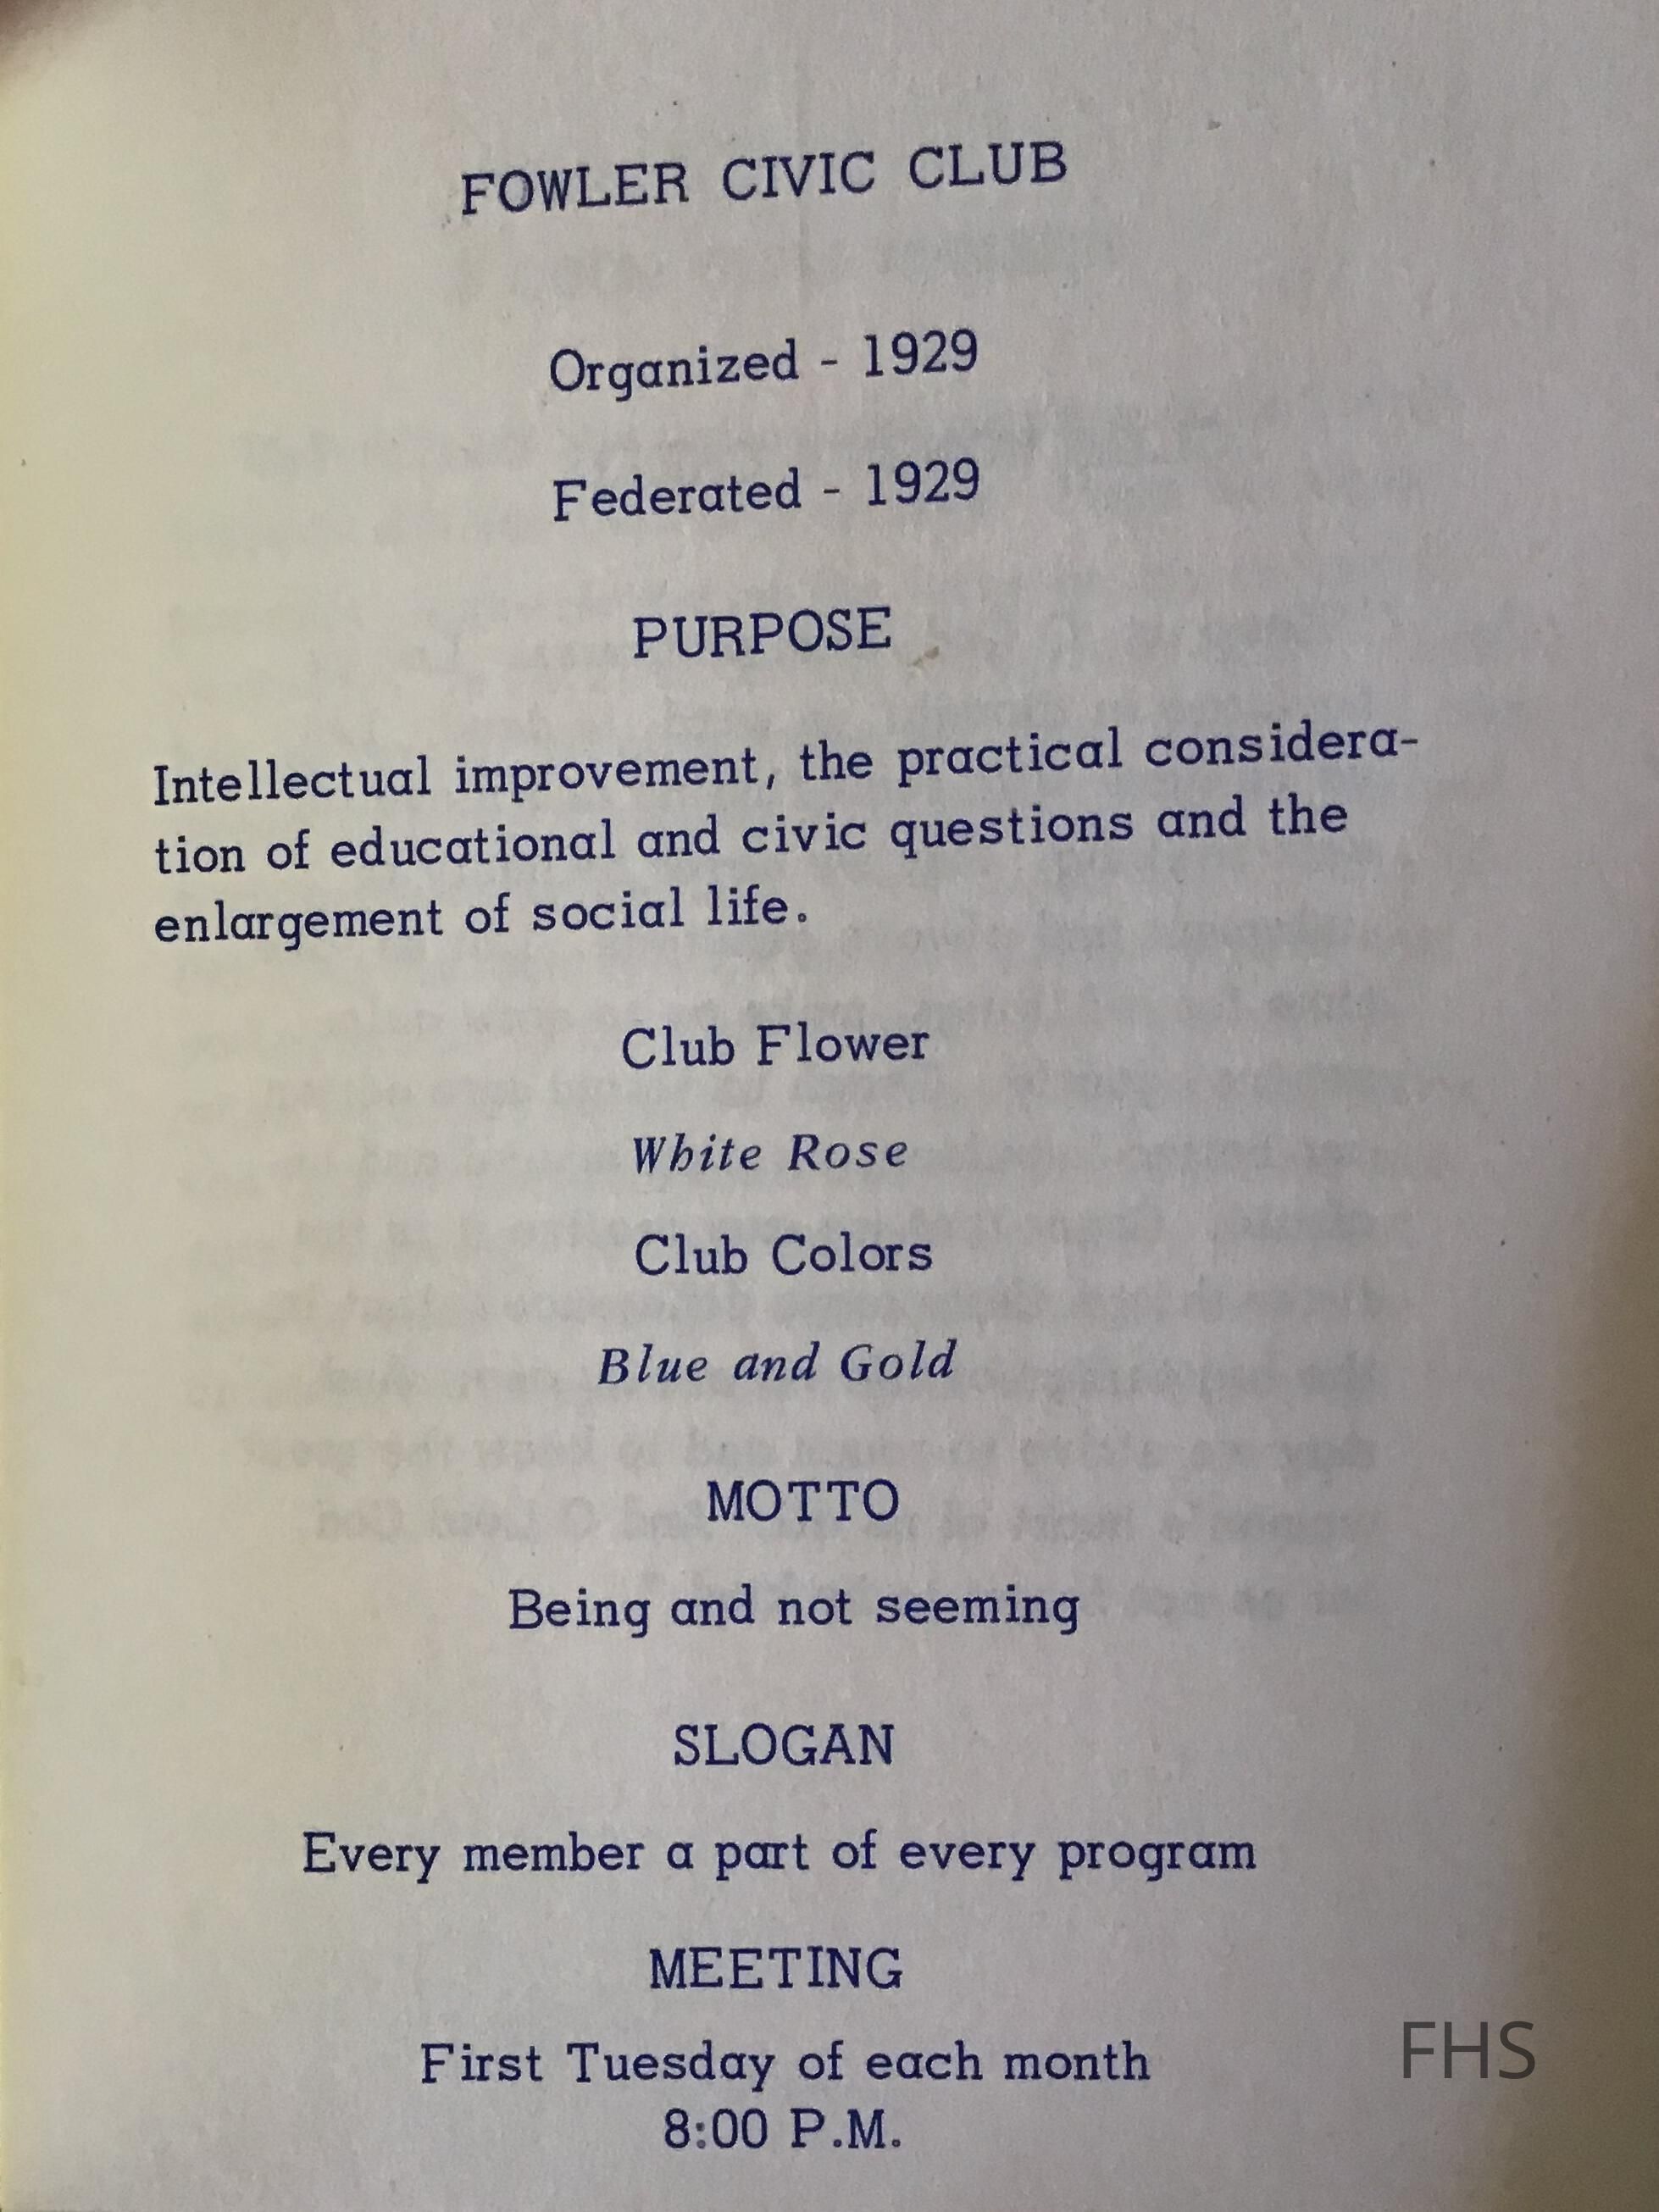 FOWLER CIVIC CLUB
Organized - 1929
Federated - 1929
PURPOSE
Intellectual improvement, the practical considera-
tion of educational and civic questions and the
enlargement of social life.
Club Flower
White Rose
Club Colors
Blue and Gold
MOTTO
Being and not seeming
SLOGAN
Every member a part of every program
MEETING
First Tuesday of each month
8:00 P.M.
FHS